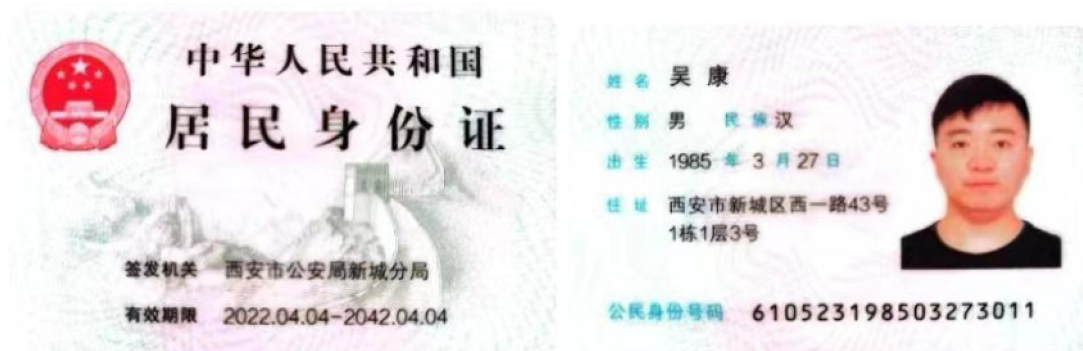 中华人民共和国
居民身份证
签发机关 西安市公安局新城分局
有效期限 2022.04.04-2042.04.04
姓名 吴康
性别 男 民族 汉
出生 1985 年 3 月 27 日
住址 西安市新城区西一路43号
1栋1层3号
公民身份号码 610523198503273011